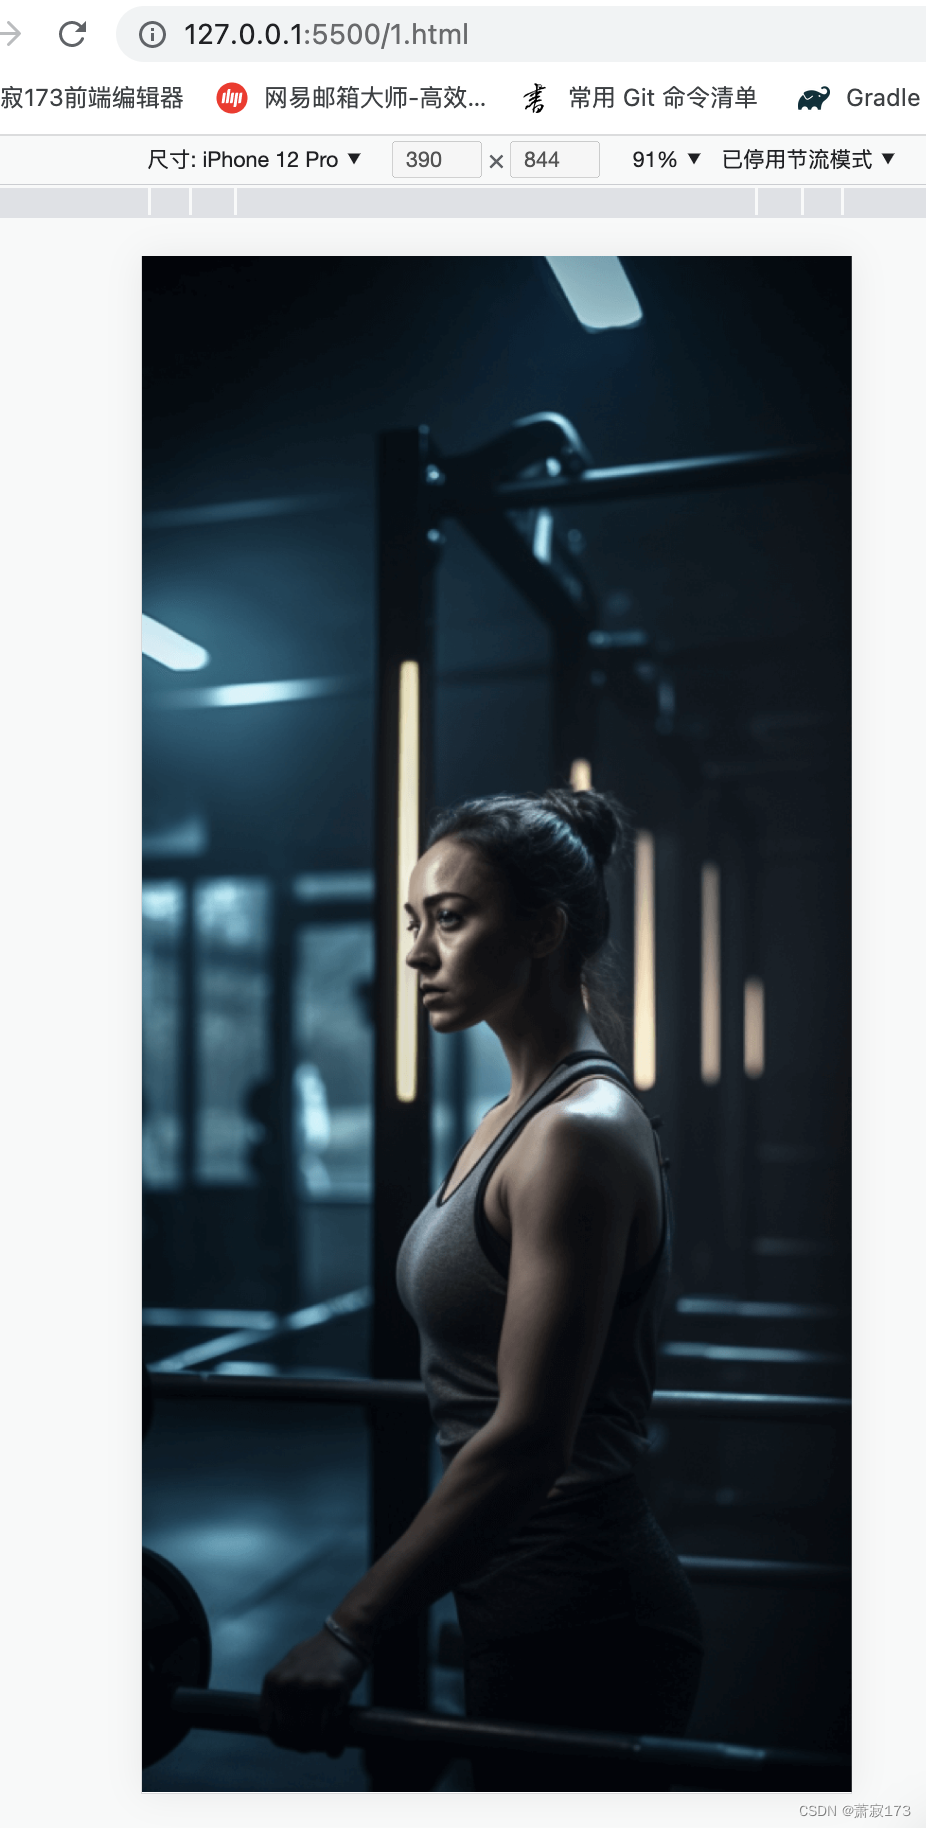 127.0.0.1:5500/1.html
寂173前端编辑器 网易邮箱大师-高效... 常用 Git 命令清单 Gradle
尺寸: iPhone 12 Pro ▼ 390 × 844 91% ▼ 已停用节流模式 ▼
CSDN @萧寂173